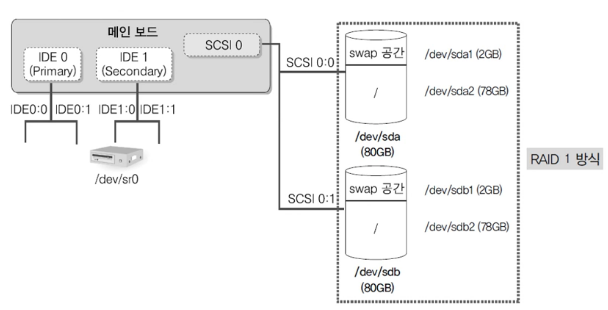 메인 보드
IDE 0
(Primary)
IDE 1
(Secondary)
SCSI 0
IDE0:0 IDE0:1 IDE1:0 IDE1:1
/dev/sr0
SCSI 0:0
swap 공간
/
/dev/sda1 (2GB)
/dev/sda2 (78GB)
/dev/sda
(80GB)
SCSI 0:1
swap 공간
/
/dev/sdb1 (2GB)
/dev/sdb2 (78GB)
/dev/sdb
(80GB)
RAID 1 방식